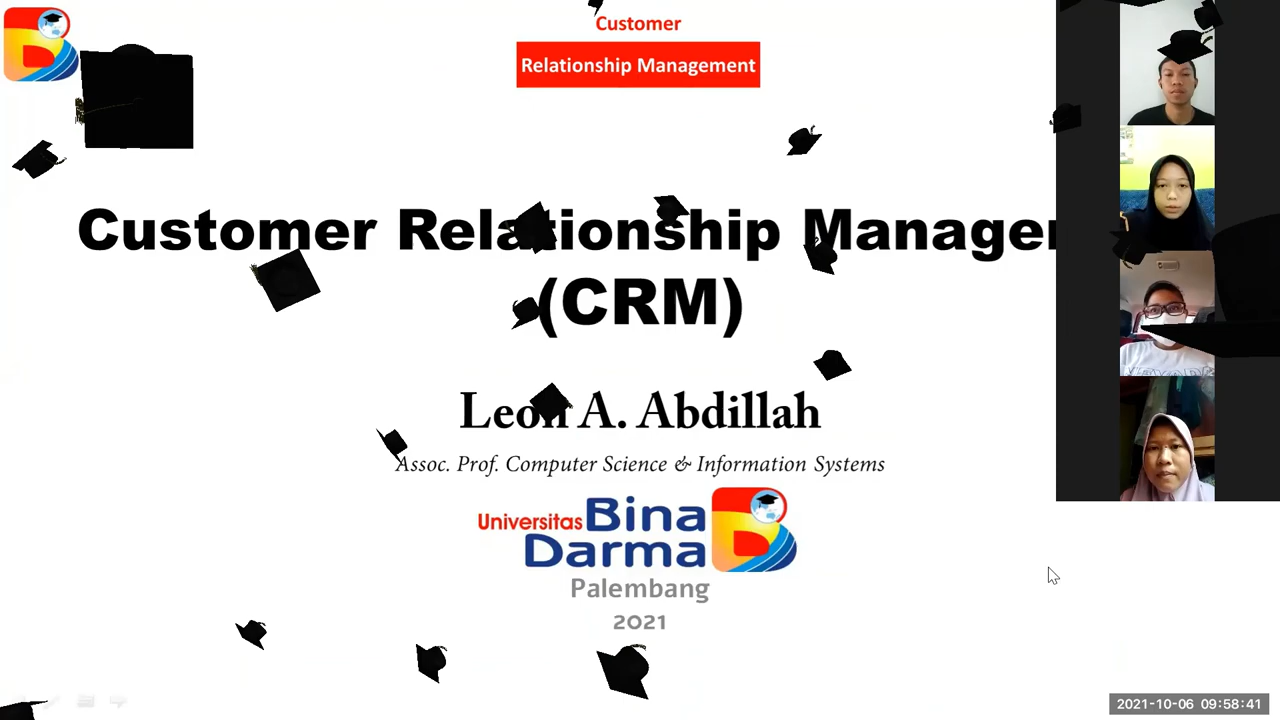 Customer
Relationship Management
Customer Relationship Manage
(CRM)
Leon A. Abdillah
Assoc. Prof. Computer Science & Information Systems
Universitas Bina
Darma
Palembang
2021
2021-10-06 09:58:41